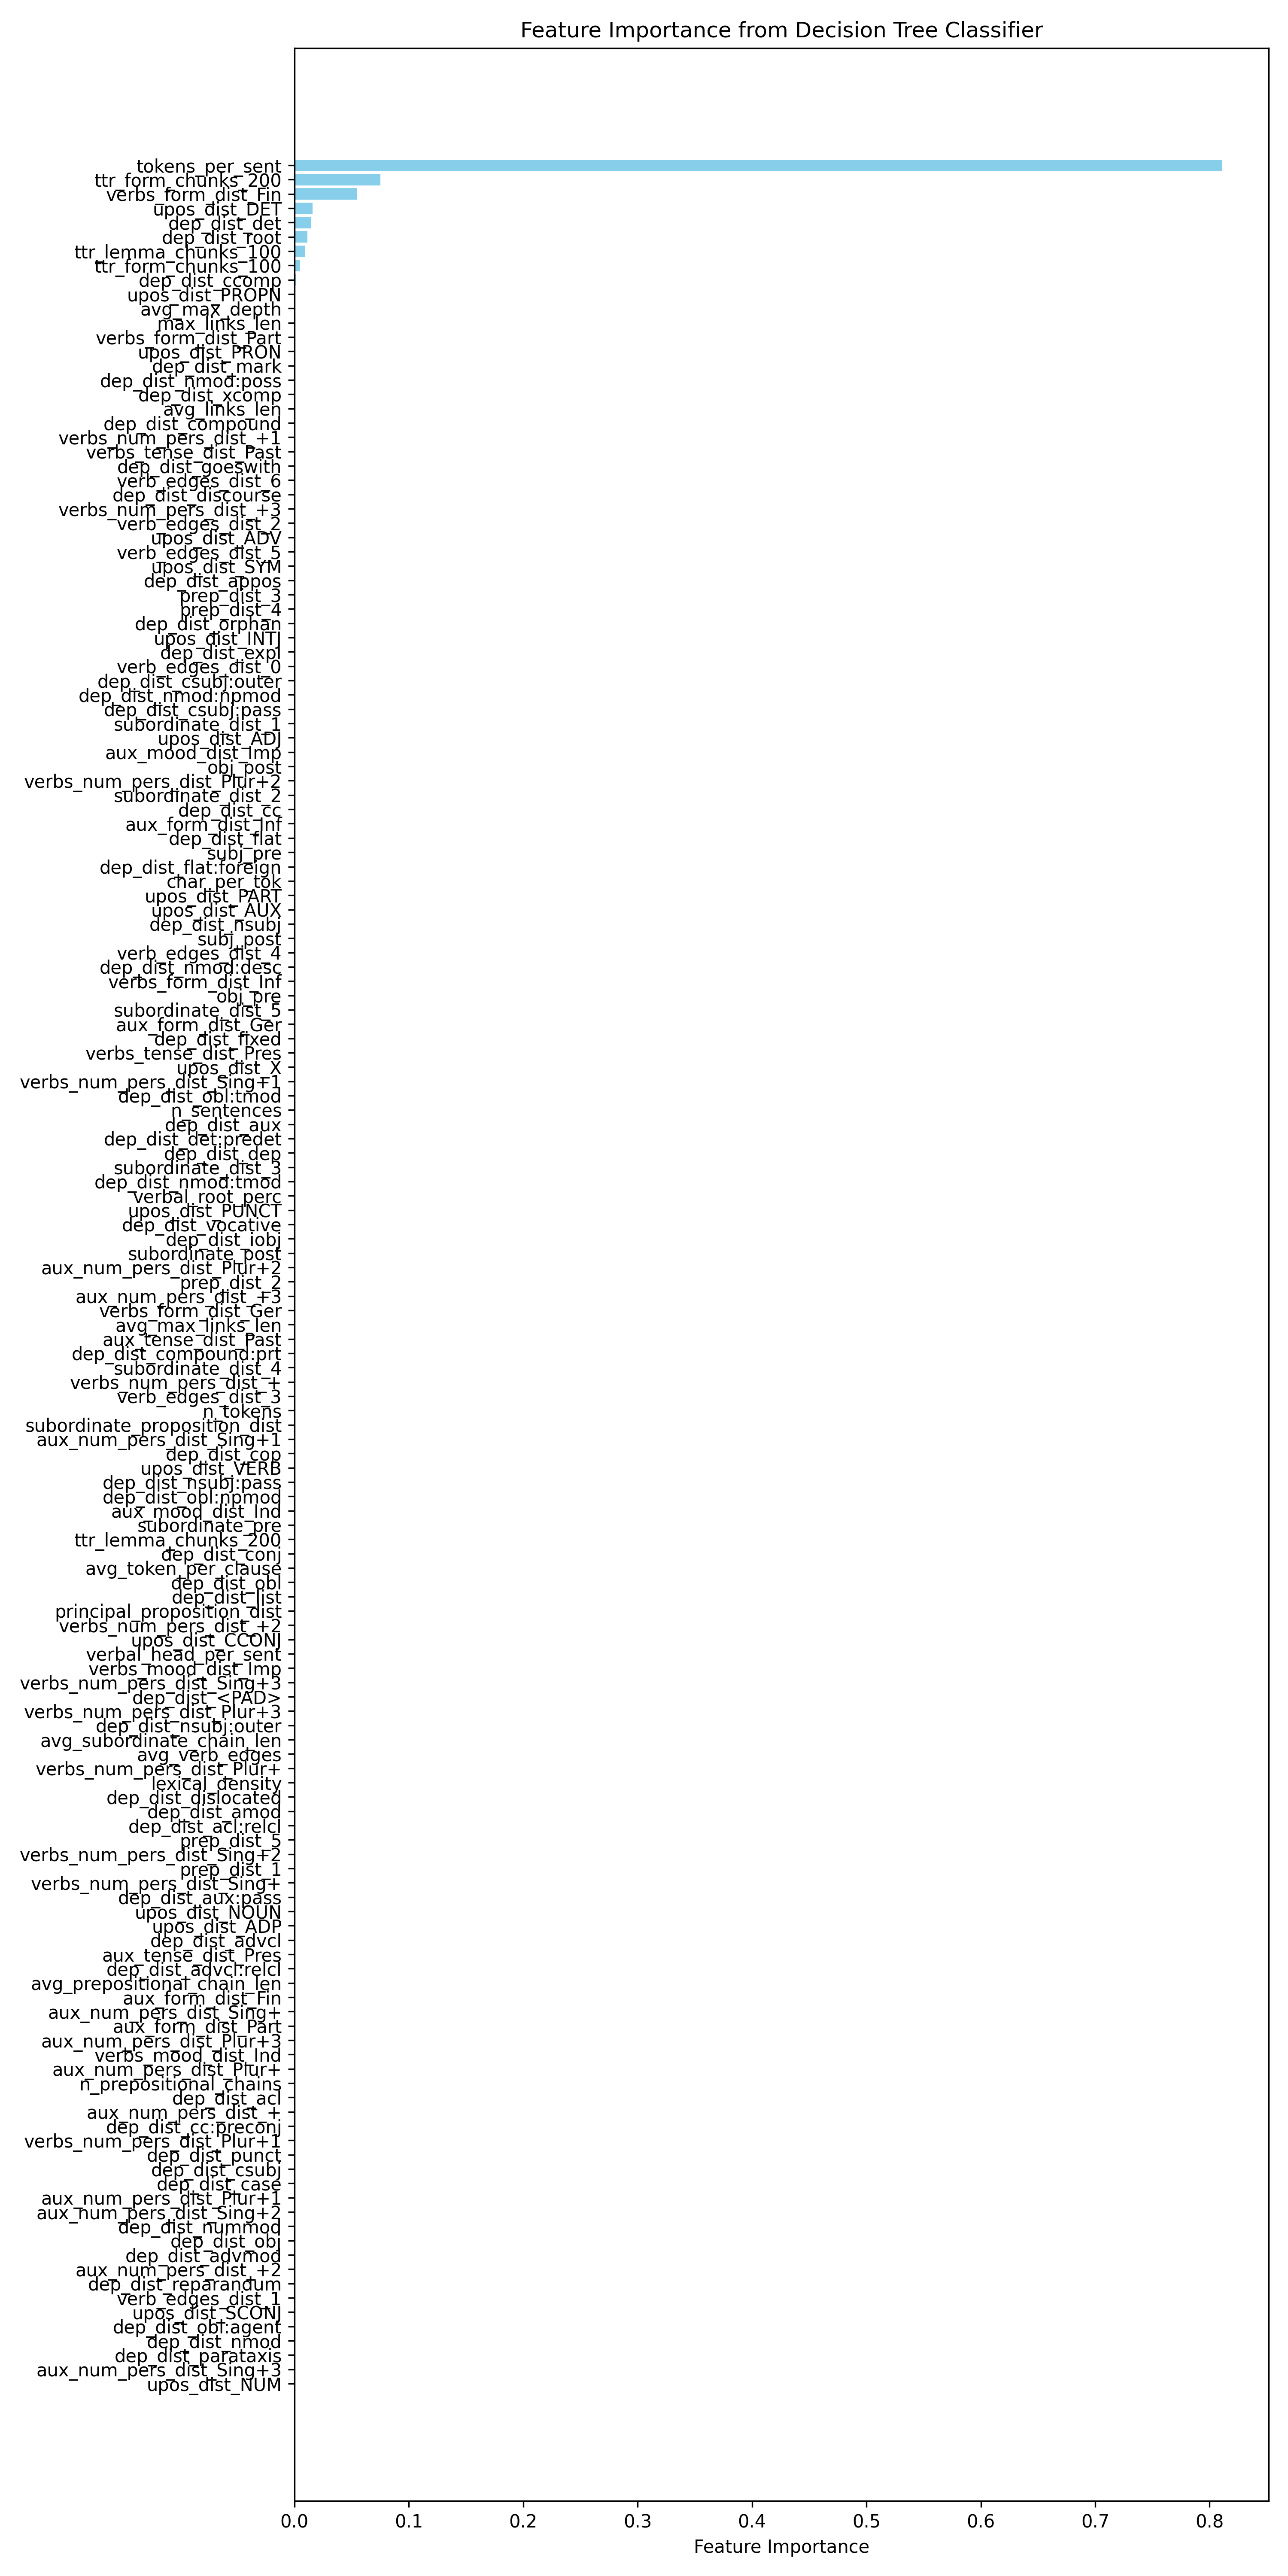 Feature Importance from Decision Tree Classifier
tokens_per_sent
ttr_form_chunks_200
verbs_form_dist_Fin
upos_dist_DET
dep_dist_det
dep_dist_root
ttr_lemma_chunks_100
ttr_form_chunks_100
dep_dist_ccomp
upos_dist_PROPN
avg_max_depth
max_links_len
verbs_form_dist_Part
upos_dist_PRON
dep_dist_mark
dep_dist_nmod:poss
dep_dist_xcomp
avg_links_len
dep_dist_compound
verbs_num_pers_dist_+1
verbs_tense_dist_Past
dep_dist_goeswith
verb_edges_dist_6
dep_dist_discourse
verbs_num_pers_dist_+3
verb_edges_dist_2
upos_dist_ADV
verb_edges_dist_5
upos_dist_SYM
dep_dist_appos
prep_dist_3
prep_dist_4
dep_dist_orphan
upos_dist_INTJ
dep_dist_expl
verb_edges_dist_0
dep_dist_csubj:outer
dep_dist_nmod:npmod
dep_dist_csubj:pass
subordinate_dist_1
upos_dist_ADJ
aux_mood_dist_Imp
obj_post
verbs_num_pers_dist_Plur+2
subordinate_dist_2
dep_dist_cc
aux_form_dist_Inf
dep_dist_flat
subj_pre
dep_dist_flat:foreign
char_per_tok
upos_dist_PART
upos_dist_AUX
dep_dist_nsubj
subj_post
verb_edges_dist_4
dep_dist_nmod:desc
verbs_form_dist_Inf
obj_pre
subordinate_dist_5
aux_form_dist_Ger
dep_dist_fixed
verbs_tense_dist_Pres
upos_dist_X
verbs_num_pers_dist_Sing+1
dep_dist_obl:tmod
n_sentences
dep_dist_aux
dep_dist_det:predet
dep_dist_dep
subordinate_dist_3
dep_dist_nmod:tmod
verbal_root_perc
upos_dist_PUNCT
dep_dist_vocative
dep_dist_iobj
subordinate_post
aux_num_pers_dist_Plur+2
prep_dist_2
aux_num_pers_dist_+3
verbs_form_dist_Ger
avg_max_links_len
aux_tense_dist_Past
dep_dist_compound:prt
subordinate_dist_4
verbs_num_pers_dist_+
verb_edges_dist_3
n_tokens
subordinate_proposition_dist
aux_num_pers_dist_Sing+1
dep_dist_cop
upos_dist_VERB
dep_dist_nsubj:pass
dep_dist_obl:npmod
aux_mood_dist_Ind
subordinate_pre
ttr_lemma_chunks_200
dep_dist_conj
avg_token_per_clause
dep_dist_obl
dep_dist_list
principal_proposition_dist
verbs_num_pers_dist_+2
upos_dist_CCONJ
verbal_head_per_sent
verbs_mood_dist_Imp
verbs_num_pers_dist_Sing+3
dep_dist_<PAD>
verbs_num_pers_dist_Plur+3
dep_dist_nsubj:outer
avg_subordinate_chain_len
avg_verb_edges
verbs_num_pers_dist_Plur+
lexical_density
dep_dist_dislocated
dep_dist_amod
dep_dist_acl:relcl
prep_dist_5
verbs_num_pers_dist_Sing+2
prep_dist_1
verbs_num_pers_dist_Sing+
dep_dist_aux:pass
upos_dist_NOUN
upos_dist_ADP
dep_dist_advcl
aux_tense_dist_Pres
dep_dist_advcl:relcl
avg_prepositional_chain_len
aux_form_dist_Fin
aux_num_pers_dist_Sing+
aux_form_dist_Part
aux_num_pers_dist_Plur+3
verbs_mood_dist_Ind
aux_num_pers_dist_Plur+
n_prepositional_chains
dep_dist_acl
aux_num_pers_dist_+
dep_dist_cc:preconj
verbs_num_pers_dist_Plur+1
dep_dist_punct
dep_dist_csubj
dep_dist_case
aux_num_pers_dist_Plur+1
aux_num_pers_dist_Sing+2
dep_dist_nummod
dep_dist_obj
dep_dist_advmod
aux_num_pers_dist_+2
dep_dist_reparandum
verb_edges_dist_1
upos_dist_SCONJ
dep_dist_obl:agent
dep_dist_nmod
dep_dist_parataxis
aux_num_pers_dist_Sing+3
upos_dist_NUM
0.0 0.1 0.2 0.3 0.4 0.5 0.6 0.7 0.8
Feature Importance